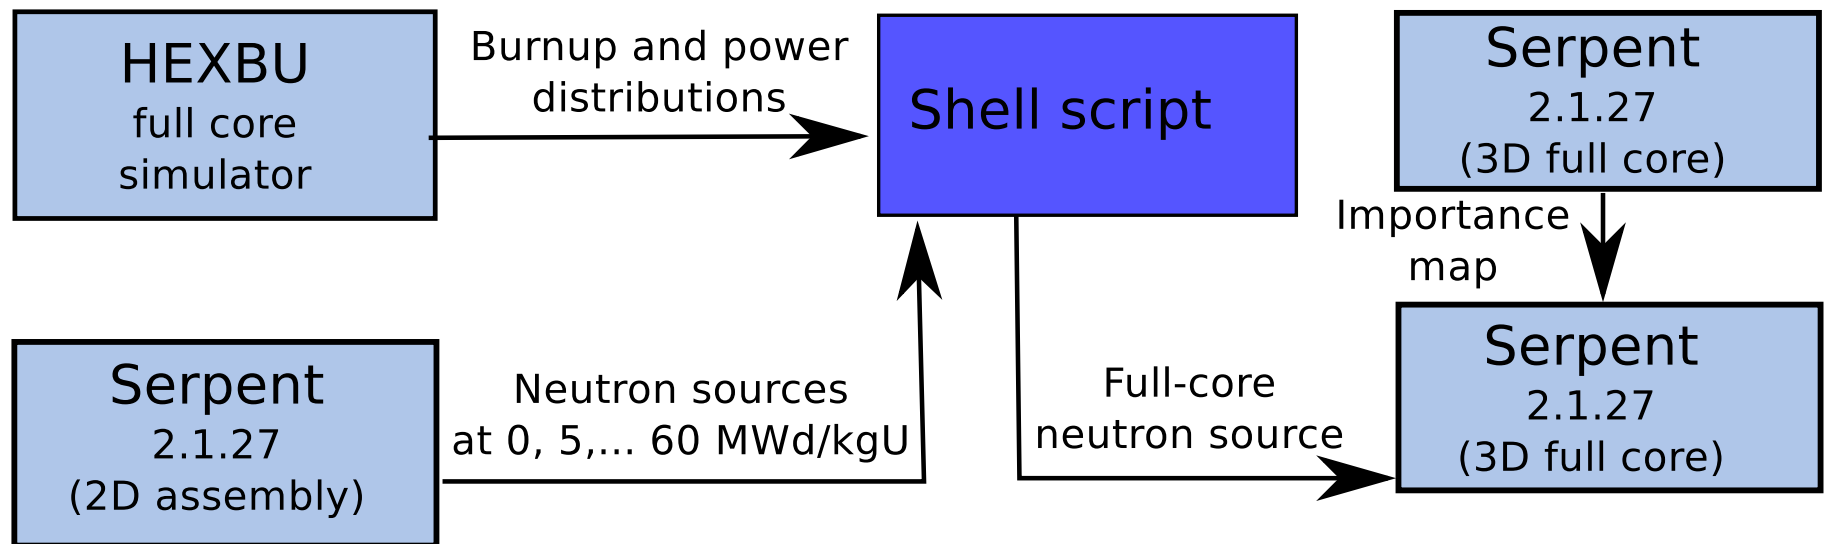 HEXBU
full core
simulator
Burnup and power
distributions
Shell script
Serpent
2.1.27
(3D full core)
Importance
map
Serpent
2.1.27
(2D assembly)
Neutron sources
at 0, 5,... 60 MWd/kgU
Full-core
neutron source
Serpent
2.1.27
(3D full core)